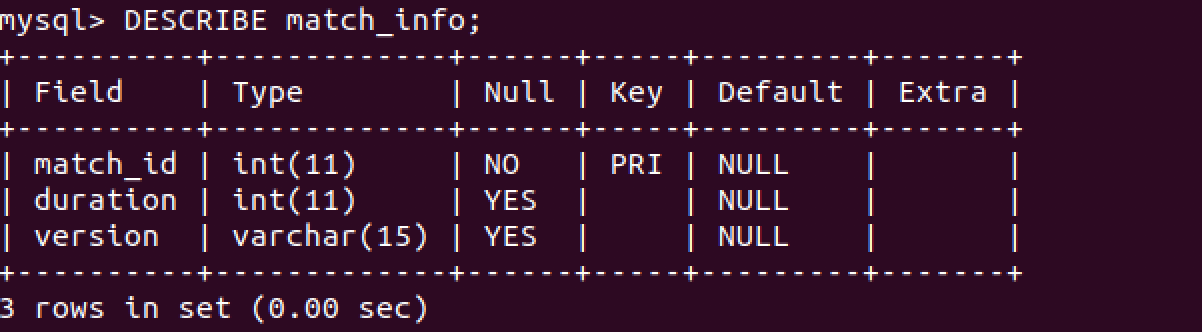 mysql> DESCRIBE match_info;
+----------+-------------+------+-----+---------+-------+
| Field    | Type        | Null | Key | Default | Extra |
+----------+-------------+------+-----+---------+-------+
| match_id | int(11)     | NO   | PRI | NULL    |       |
| duration | int(11)     | YES  |     | NULL    |       |
| version  | varchar(15) | YES  |     | NULL    |       |
+----------+-------------+------+-----+---------+-------+
3 rows in set (0.00 sec)